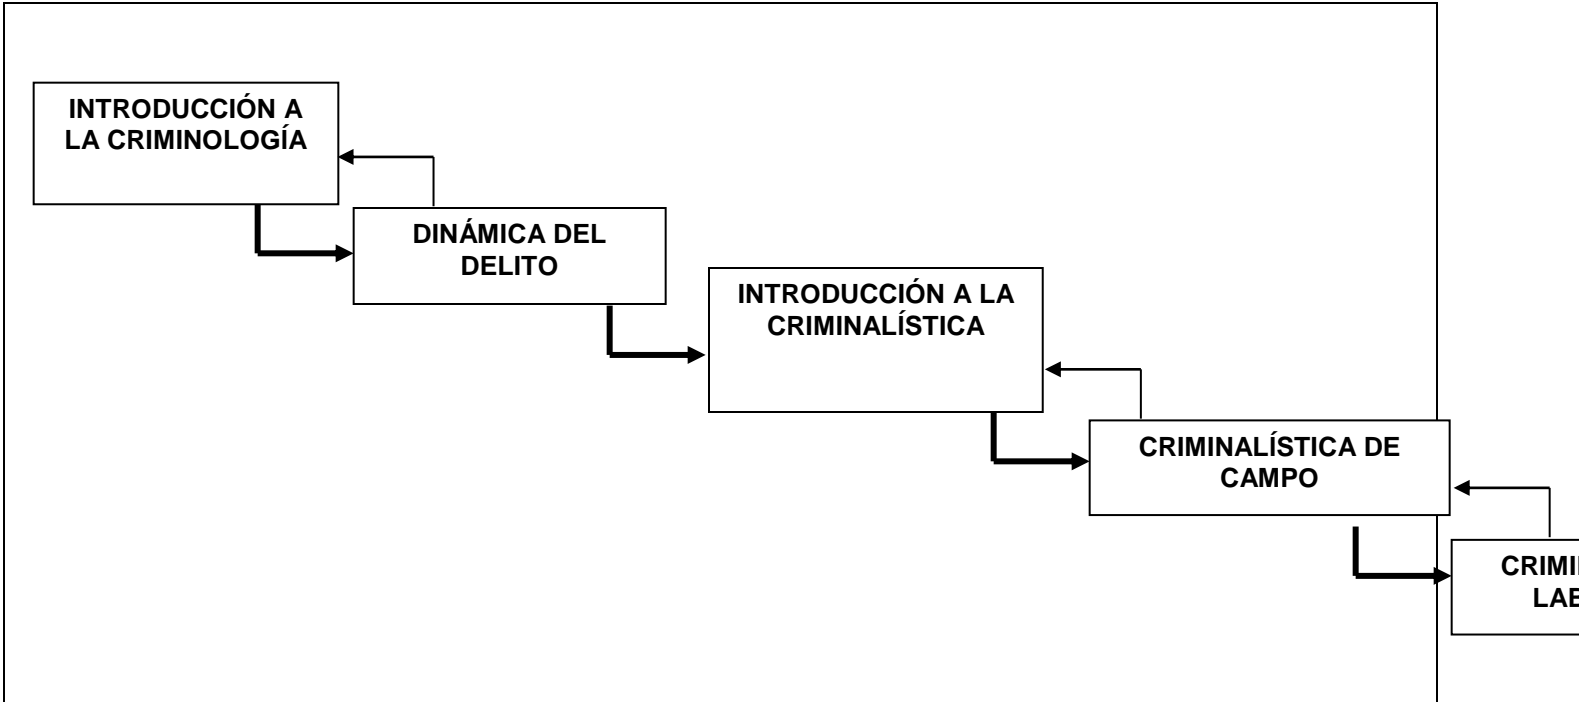 INTRODUCCIÓN A
LA CRIMINOLOGÍA
DINÁMICA DEL
DELITO
INTRODUCCIÓN A LA
CRIMINALÍSTICA
CRIMINALÍSTICA DE
CAMPO